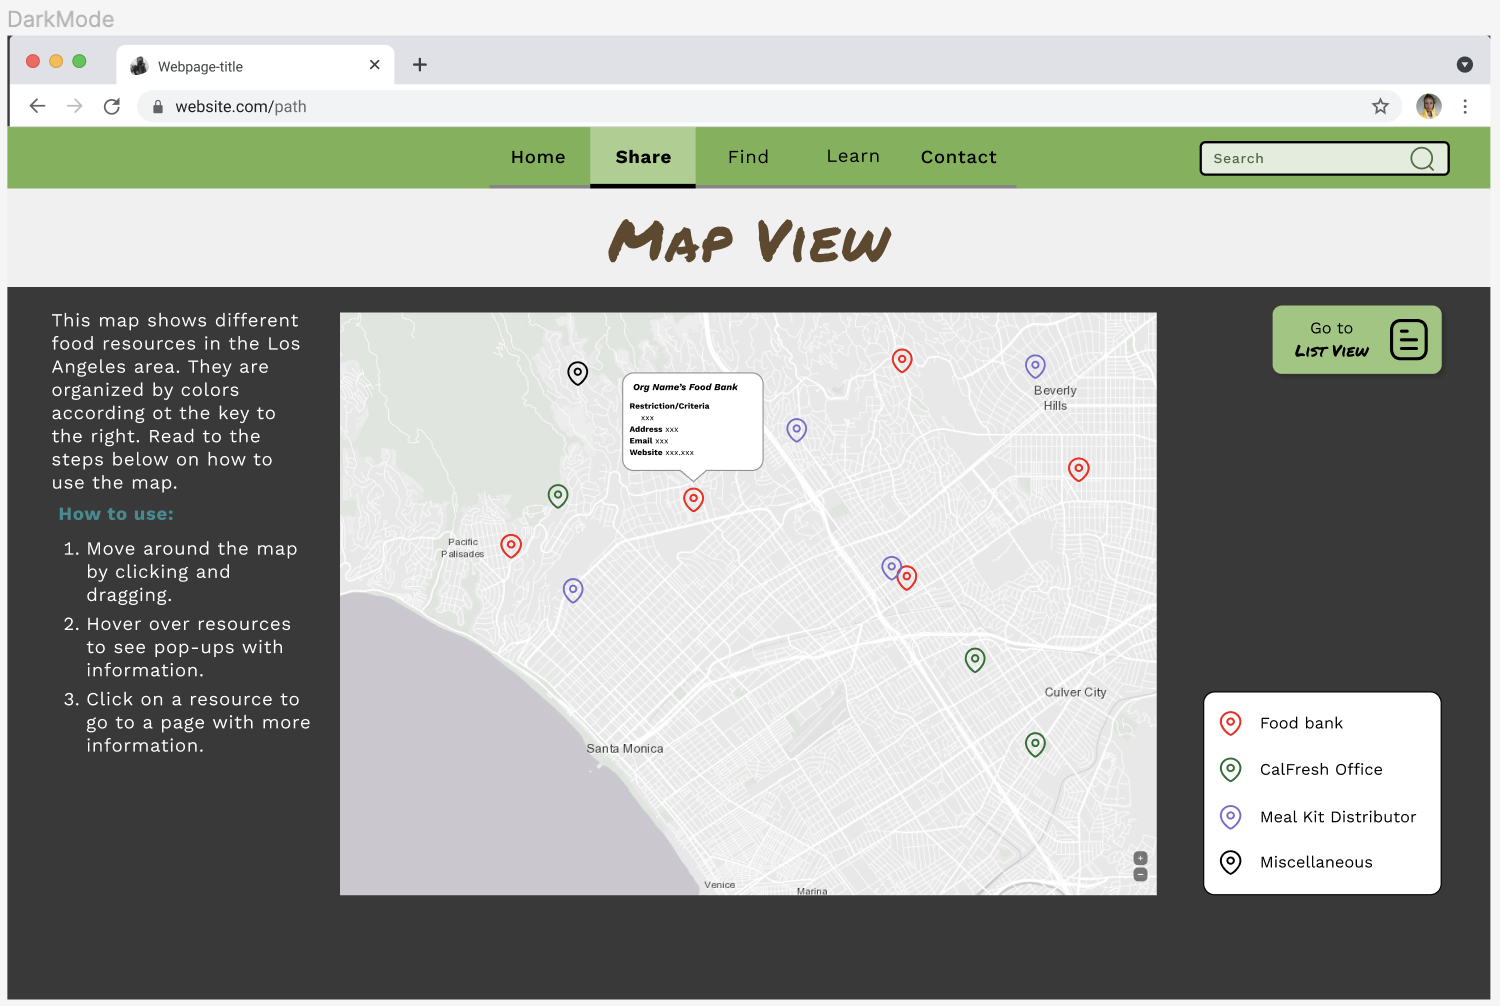 DarkMode
Webpage-title
website.com/path
Home Share Find Learn Contact
Search
Map View
This map shows different
food resources in the Los
Angeles area. They are
organized by colors
according ot the key to
the right. Read to the
steps below on how to
use the map.
How to use:
1. Move around the map
by clicking and
dragging.
2. Hover over resources
to see pop-ups with
information.
3. Click on a resource to
go to a page with more
information.
Org Name's Food Bank
Restriction/Criteria
xxx
Address xxx
Email xxx
Website xxx.xxx
Beverly
Hills
Pacific
Palisades
Culver City
Santa Monica
Venice
Marina
Go to
List View
Food bank
CalFresh Office
Meal Kit Distributor
Miscellaneous